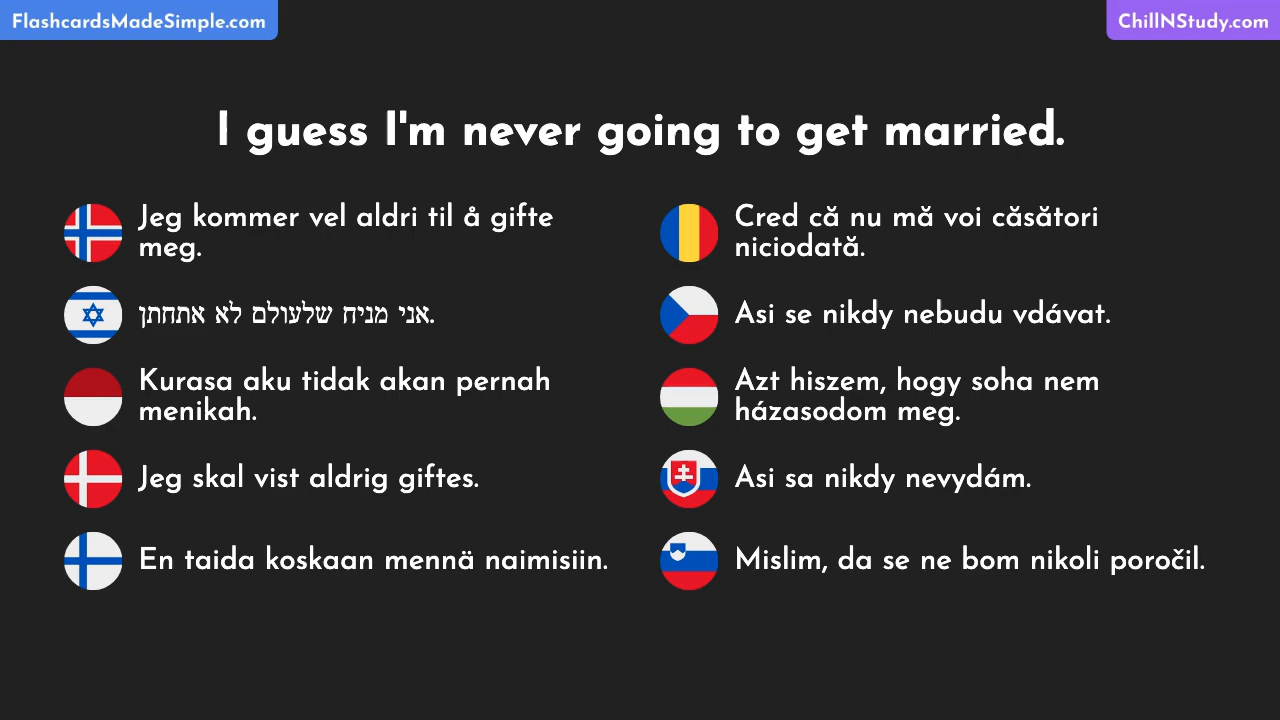 FlashcardsMadeSimple.com
ChillNStudy.com
I guess I'm never going to get married.
Jeg kommer vel aldri til å gifte
meg.
אני מניח שלעולם לא אתחתן.
Kurasa aku tidak akan pernah
menikah.
Jeg skal vist aldrig giftes.
En taida koskaan mennä naimisiin.
Cred că nu mă voi căsători
niciodată.
Asi se nikdy nebudu vdávat.
Azt hiszem, hogy soha nem
házasodom meg.
Asi sa nikdy nevydám.
Mislim, da se ne bom nikoli poročil.